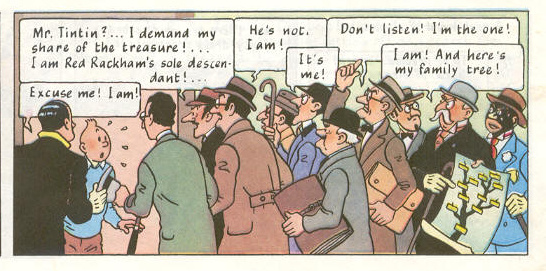 Mr. Tintin?... I demand my
share of the treasure!...
I am Red Rackham's sole descen-
dant!...
Excuse me! I am!
He's not.
I am!
It's
me!
Don't listen! I'm the one!
I am! And here's
my family tree!